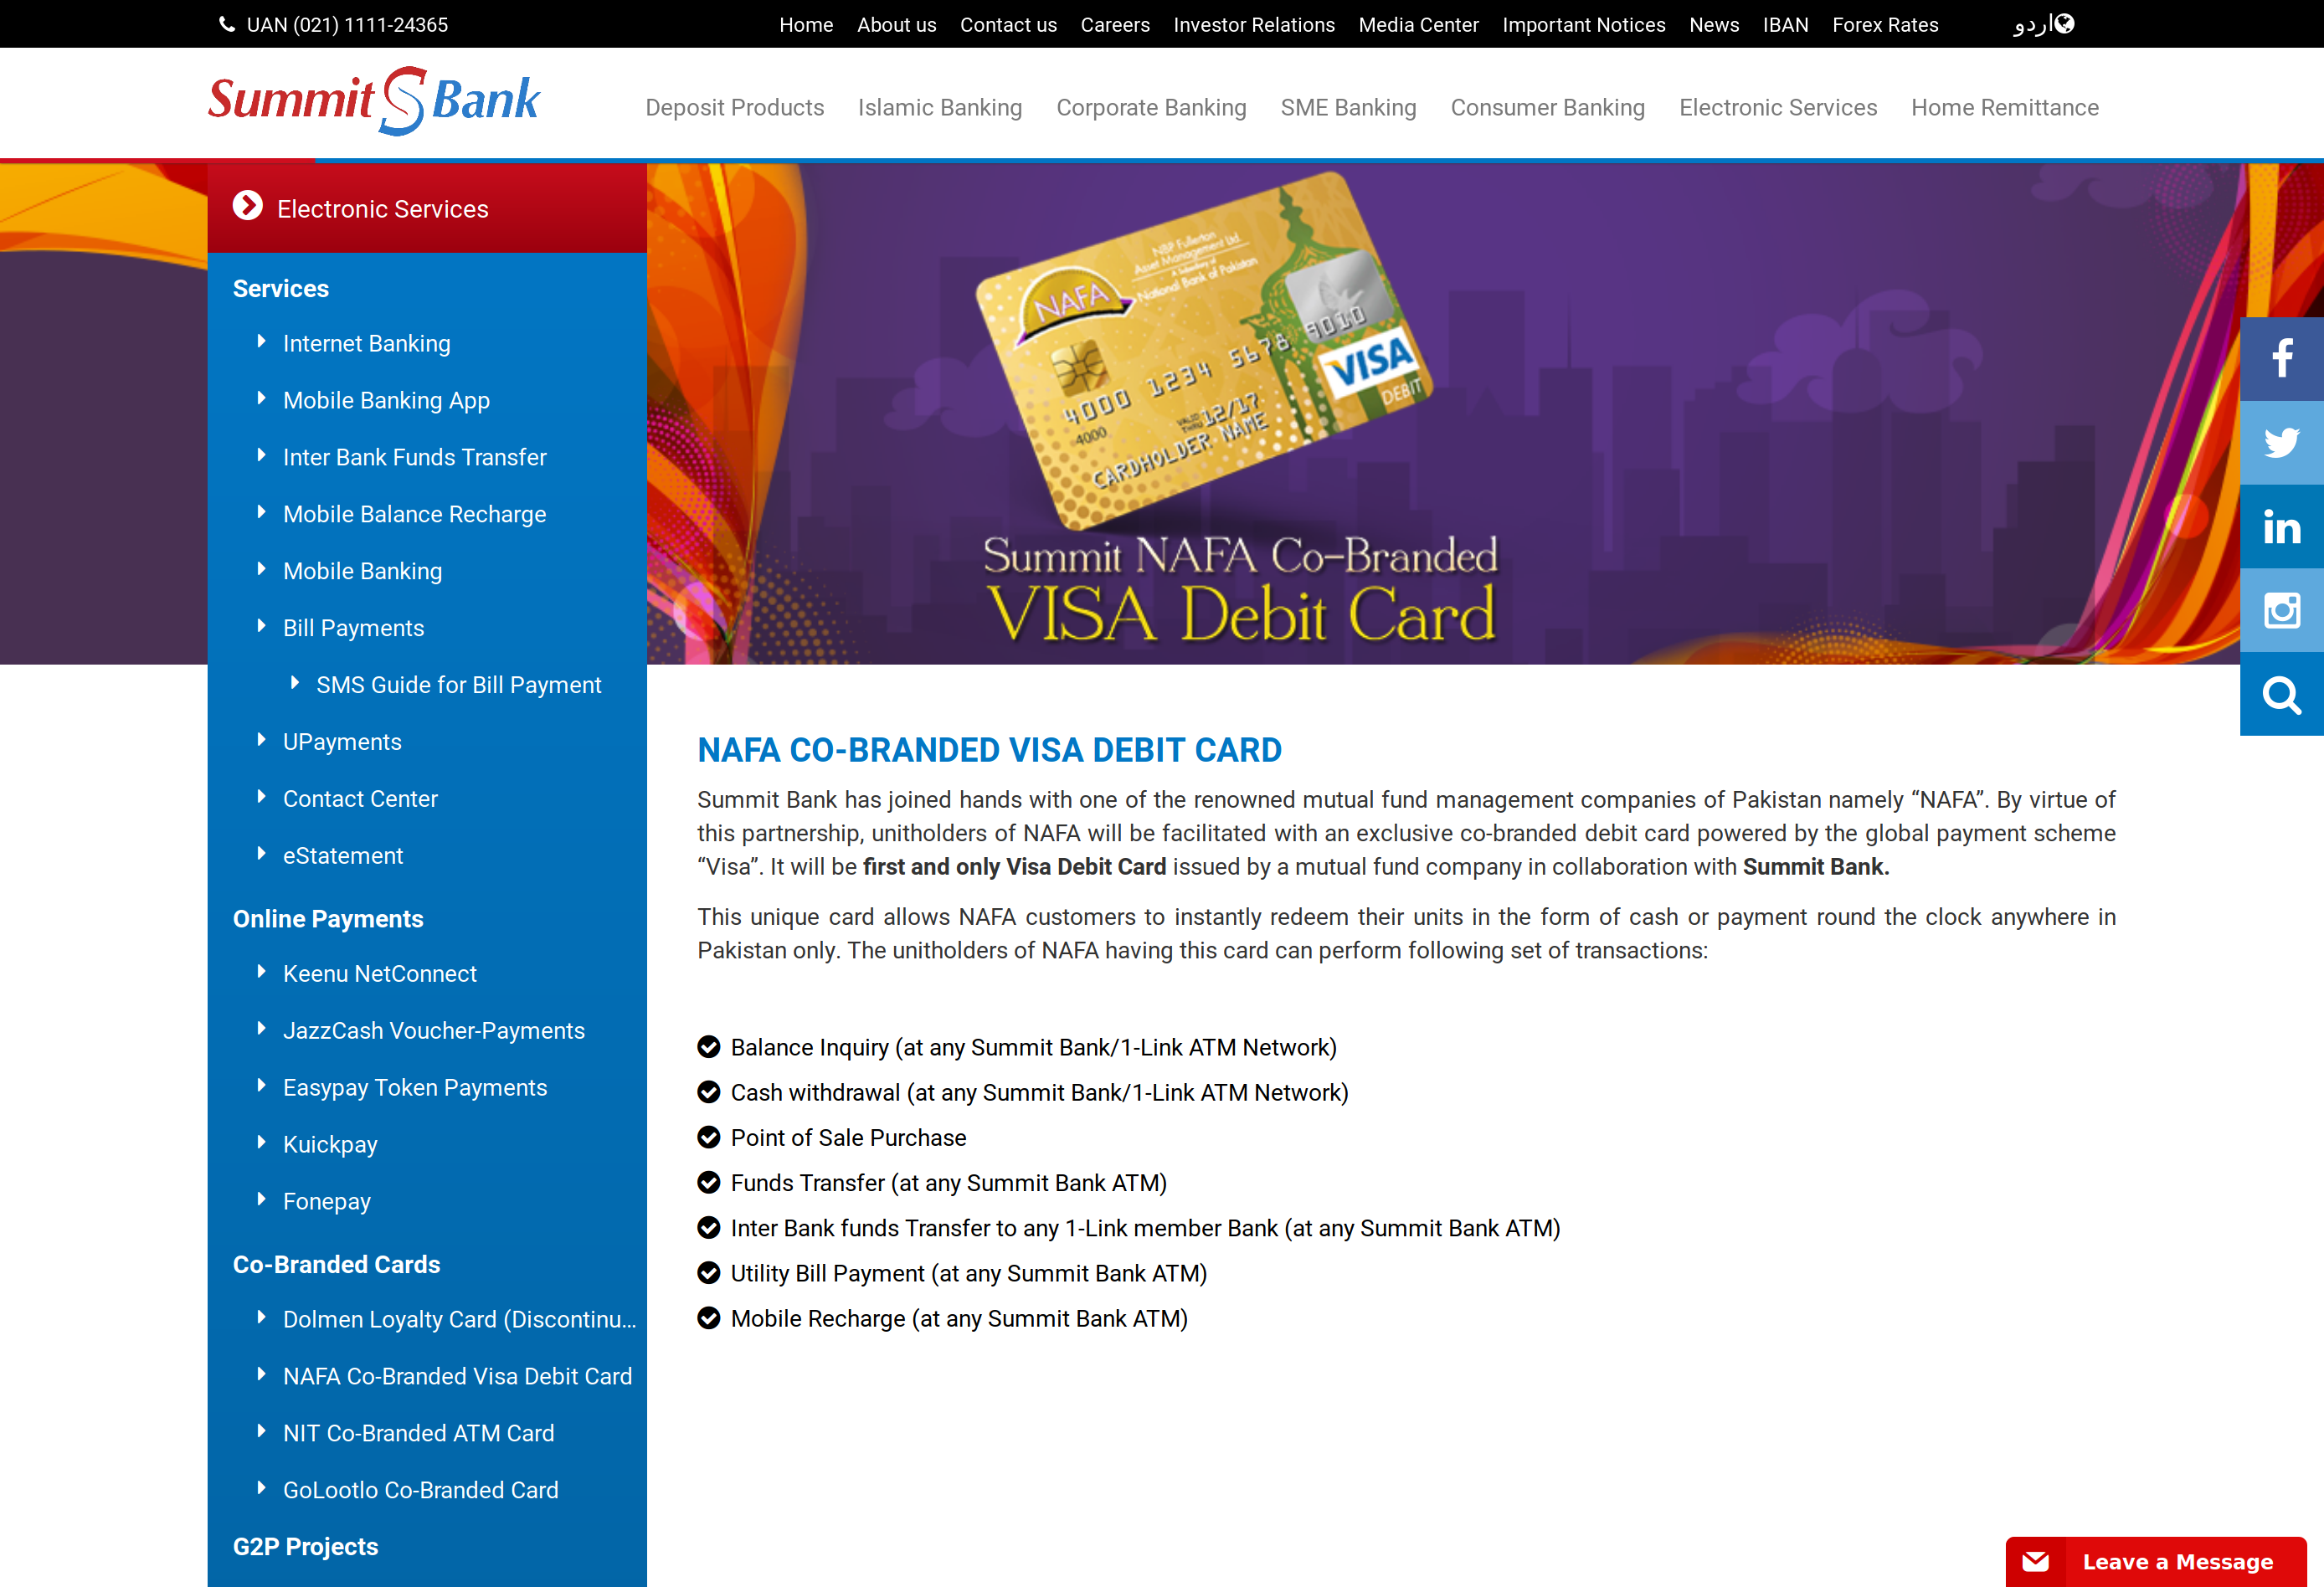 UAN (021) 1111-24365
Home About us Contact us Careers Investor Relations Media Center Important Notices News IBAN Forex Rates اردو
Summit S Bank
Deposit Products Islamic Banking Corporate Banking SME Banking Consumer Banking Electronic Services Home Remittance
Electronic Services
Services
Internet Banking
Mobile Banking App
Inter Bank Funds Transfer
Mobile Balance Recharge
Mobile Banking
Bill Payments
SMS Guide for Bill Payment
UPayments
Contact Center
eStatement
Online Payments
Keenu NetConnect
JazzCash Voucher-Payments
Easypay Token Payments
Kuickpay
Fonepay
Co-Branded Cards
Dolmen Loyalty Card (Discontinu...
NAFA Co-Branded Visa Debit Card
NIT Co-Branded ATM Card
GoLootlo Co-Branded Card
G2P Projects
NAFA
NBP Fullerton
Asset Management Ltd.
A Subsidiary of
National Bank of Pakistan
4000 1234 5678 9010
4000
VALID THRU 12/17
CARDHOLDER NAME
VISA
DEBIT
Summit NAFA Co-Branded
VISA Debit Card
NAFA CO-BRANDED VISA DEBIT CARD
Summit Bank has joined hands with one of the renowned mutual fund management companies of Pakistan namely “NAFA”. By virtue of
this partnership, unitholders of NAFA will be facilitated with an exclusive co-branded debit card powered by the global payment scheme
“Visa”. It will be first and only Visa Debit Card issued by a mutual fund company in collaboration with Summit Bank.
This unique card allows NAFA customers to instantly redeem their units in the form of cash or payment round the clock anywhere in
Pakistan only. The unitholders of NAFA having this card can perform following set of transactions:
Balance Inquiry (at any Summit Bank/1-Link ATM Network)
Cash withdrawal (at any Summit Bank/1-Link ATM Network)
Point of Sale Purchase
Funds Transfer (at any Summit Bank ATM)
Inter Bank funds Transfer to any 1-Link member Bank (at any Summit Bank ATM)
Utility Bill Payment (at any Summit Bank ATM)
Mobile Recharge (at any Summit Bank ATM)
Leave a Message